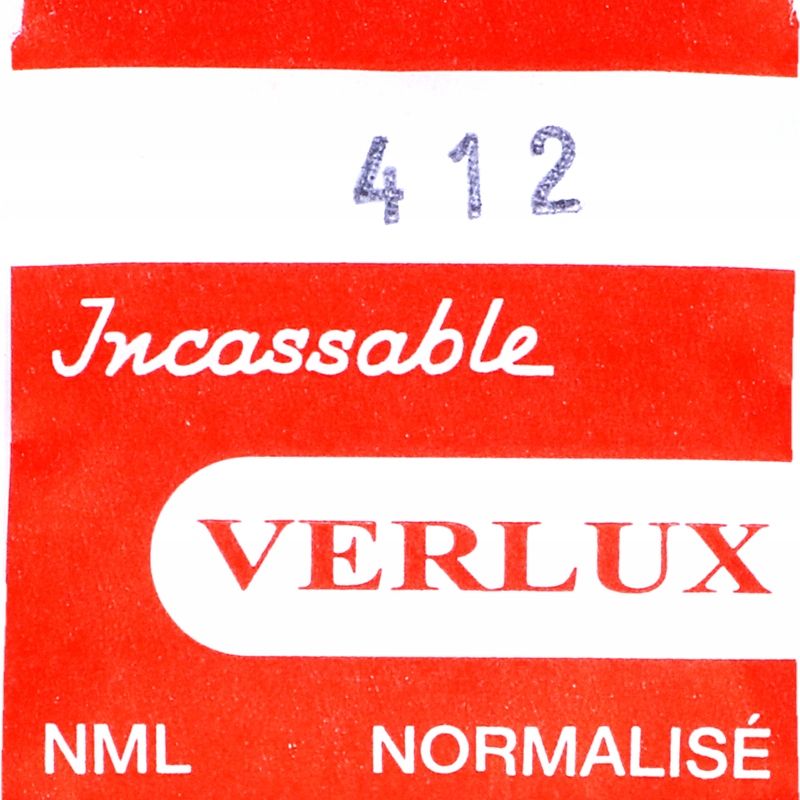 412
Incassable
VERLUX
NML NORMALISÉ